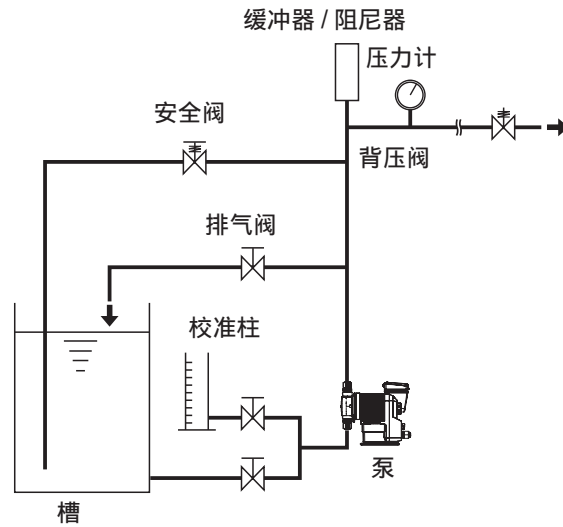 缓冲器 / 阻尼器
压力计
安全阀
背压阀
排气阀
校准柱
泵
槽